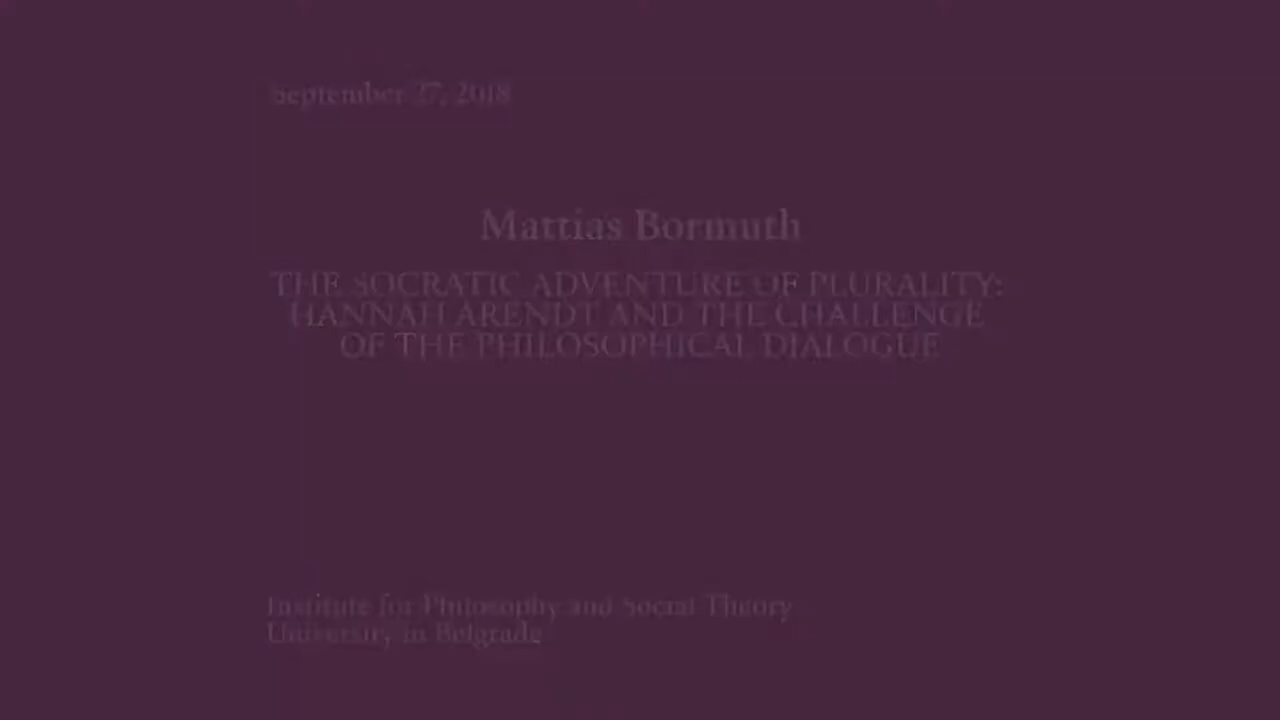 September 27, 2018
Mattias Bormuth
THE SOCRATIC ADVENTURE OF PLURALITY:
HANNAH ARENDT AND THE CHALLENGE
OF THE PHILOSOPHICAL DIALOGUE
Institute for Philosophy and Social Theory
University in Belgrade